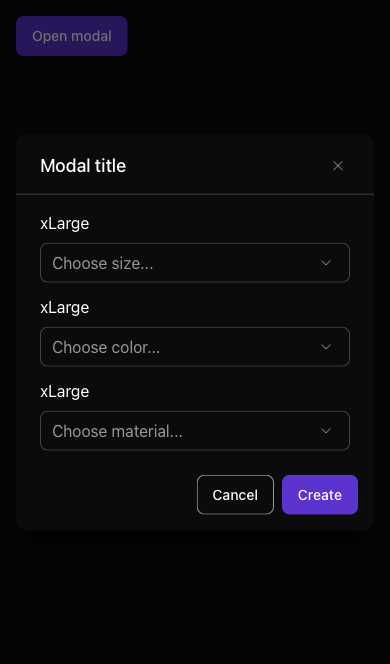 Open modal
Modal title
xLarge
Choose size...
xLarge
Choose color...
xLarge
Choose material...
Cancel
Create